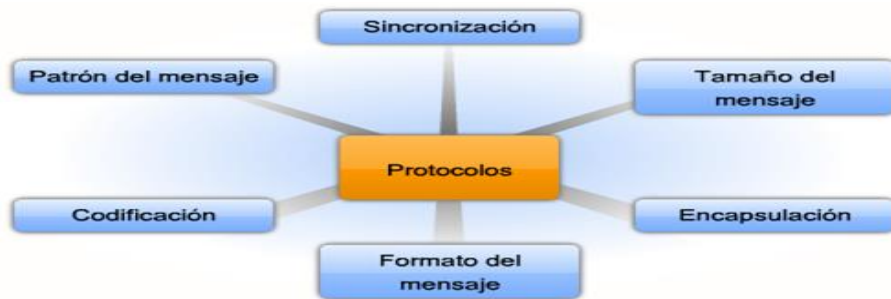 Sincronización
Patrón del mensaje
Tamaño del
mensaje
Protocolos
Codificación
Encapsulación
Formato del
mensaje